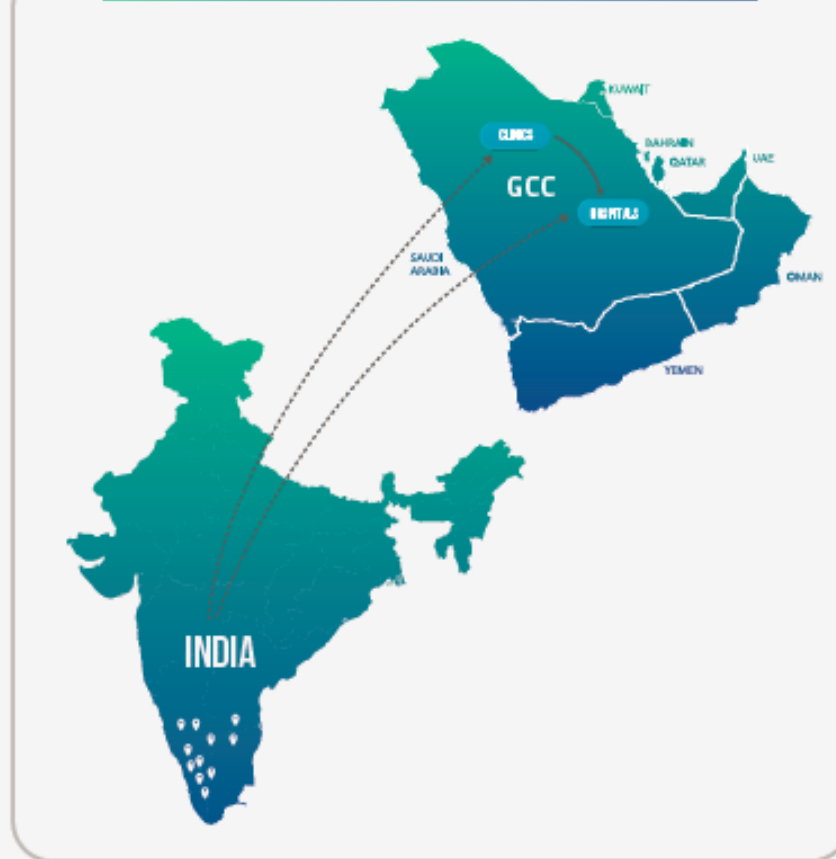 KUWAIT
CLINICS
BAHRAIN
QATAR
UAE
GCC
HOSPITALS
SAUDI
ARABIA
OMAN
YEMEN
INDIA